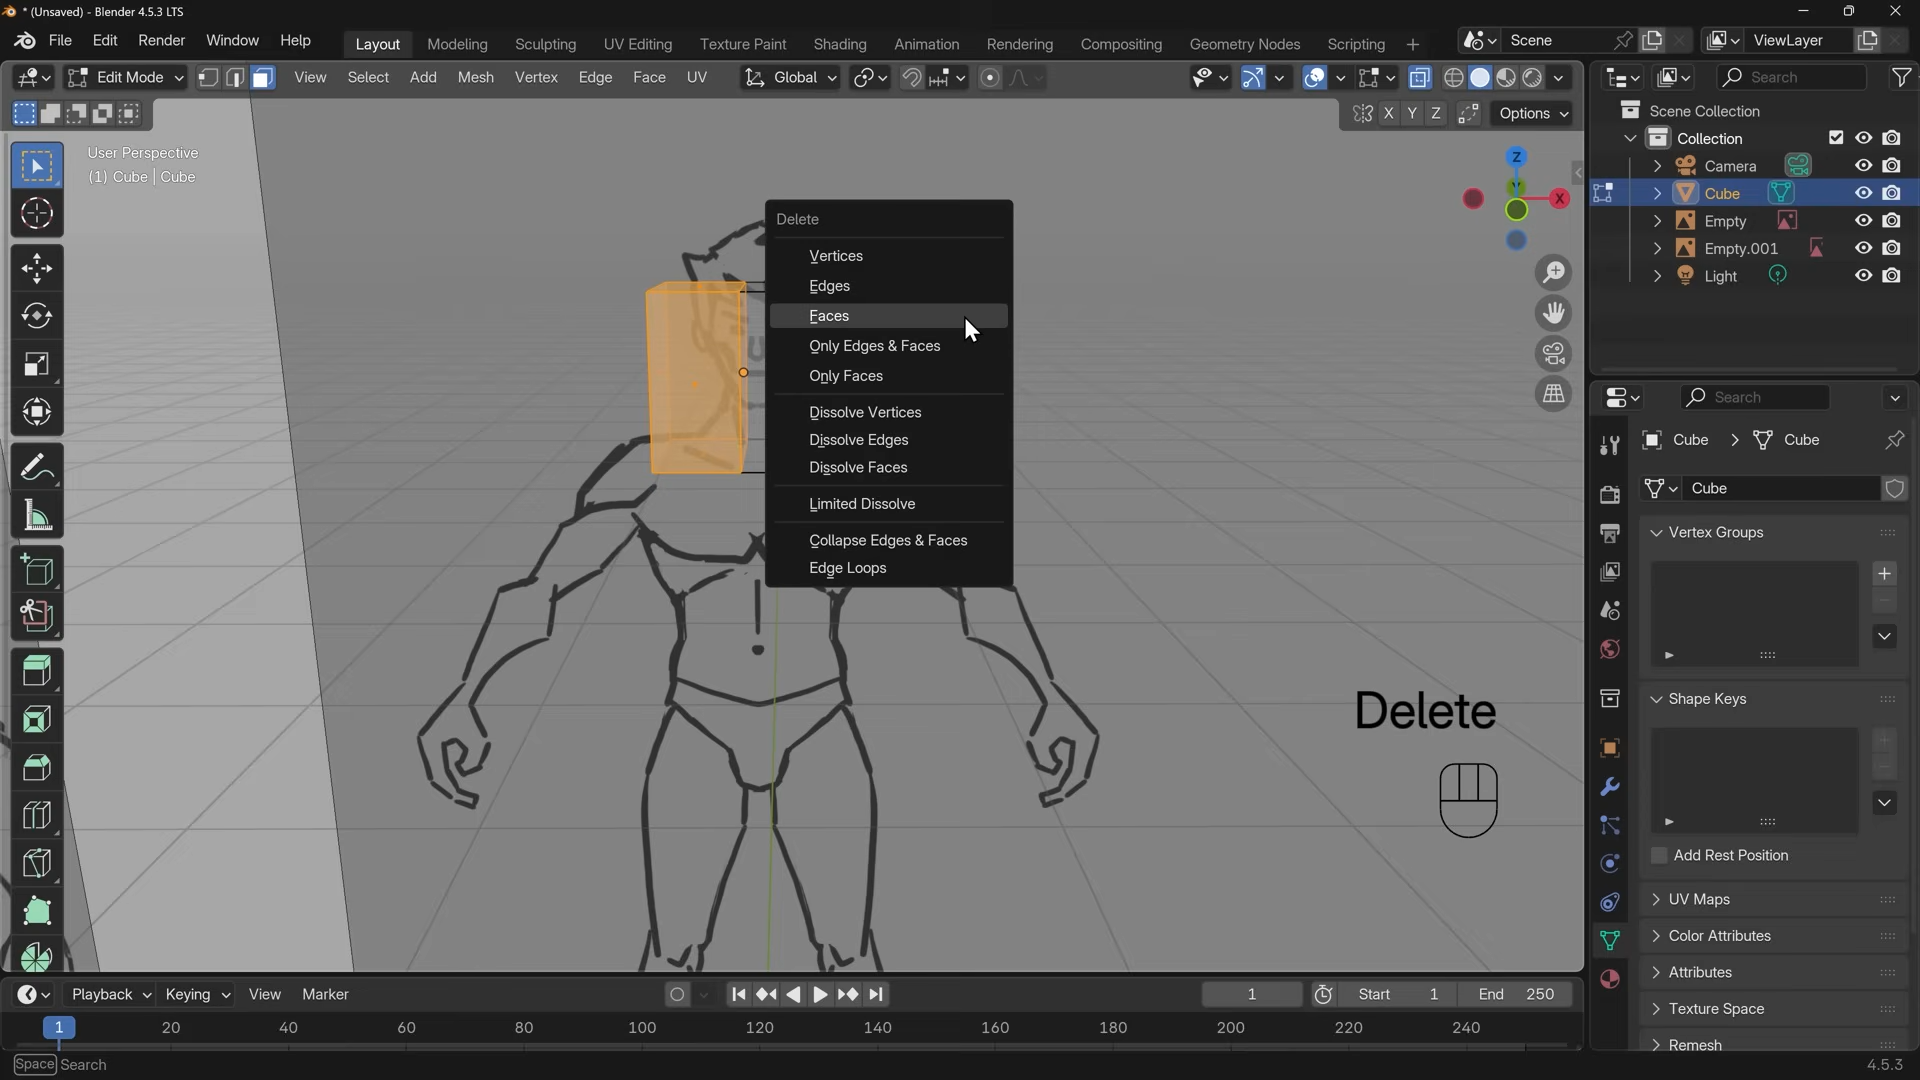 * (Unsaved) - Blender 4.5.3 LTS
File Edit Render Window Help Layout Modeling Sculpting UV Editing Texture Paint Shading Animation Rendering Compositing Geometry Nodes Scripting + Scene ViewLayer
Edit Mode View Select Add Mesh Vertex Edge Face UV Global Search
X Y Z Options
User Perspective
(1) Cube | Cube
Z
Y
X
Scene Collection
Collection
Camera
Cube
Empty
Empty.001
Light
Delete
Vertices
Edges
Faces
Only Edges & Faces
Only Faces
Dissolve Vertices
Dissolve Edges
Dissolve Faces
Limited Dissolve
Collapse Edges & Faces
Edge Loops
Delete
Search
Cube > Cube
Cube
Vertex Groups
Shape Keys
Add Rest Position
UV Maps
Color Attributes
Attributes
Texture Space
Remesh
Playback Keying View Marker 1 Start 1 End 250
1 20 40 60 80 100 120 140 160 180 200 220 240
Space Search 4.5.3